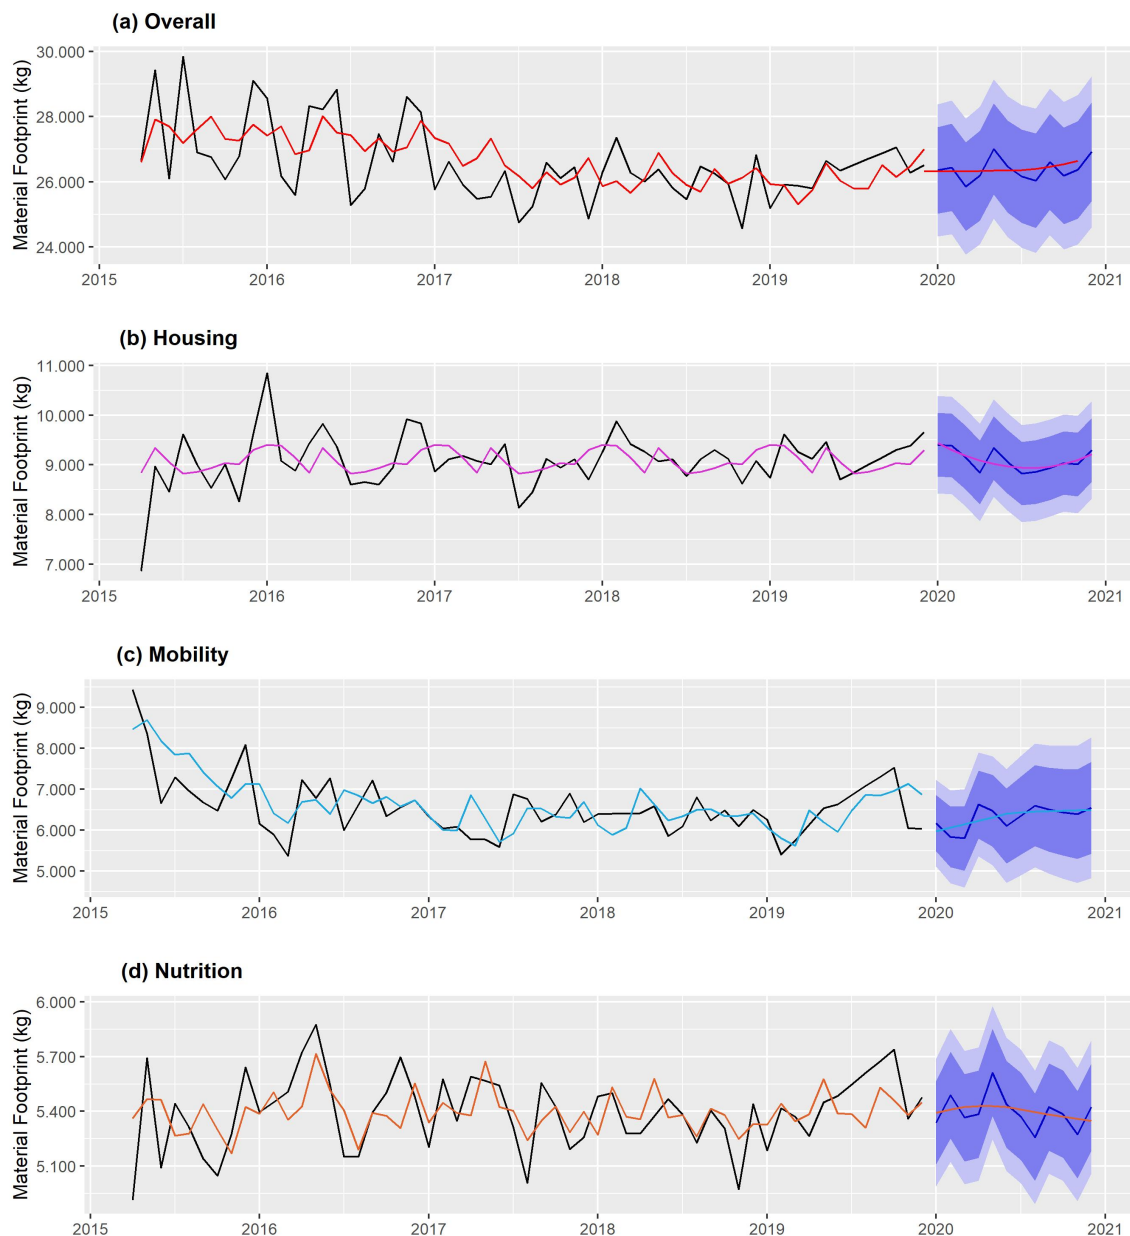 (a) Overall
Material Footprint (kg)
30.000
28.000
26.000
24.000
2015 2016 2017 2018 2019 2020 2021
(b) Housing
Material Footprint (kg)
11.000
10.000
9.000
8.000
7.000
2015 2016 2017 2018 2019 2020 2021
(c) Mobility
Material Footprint (kg)
9.000
8.000
7.000
6.000
5.000
2015 2016 2017 2018 2019 2020 2021
(d) Nutrition
Material Footprint (kg)
6.000
5.700
5.400
5.100
2015 2016 2017 2018 2019 2020 2021